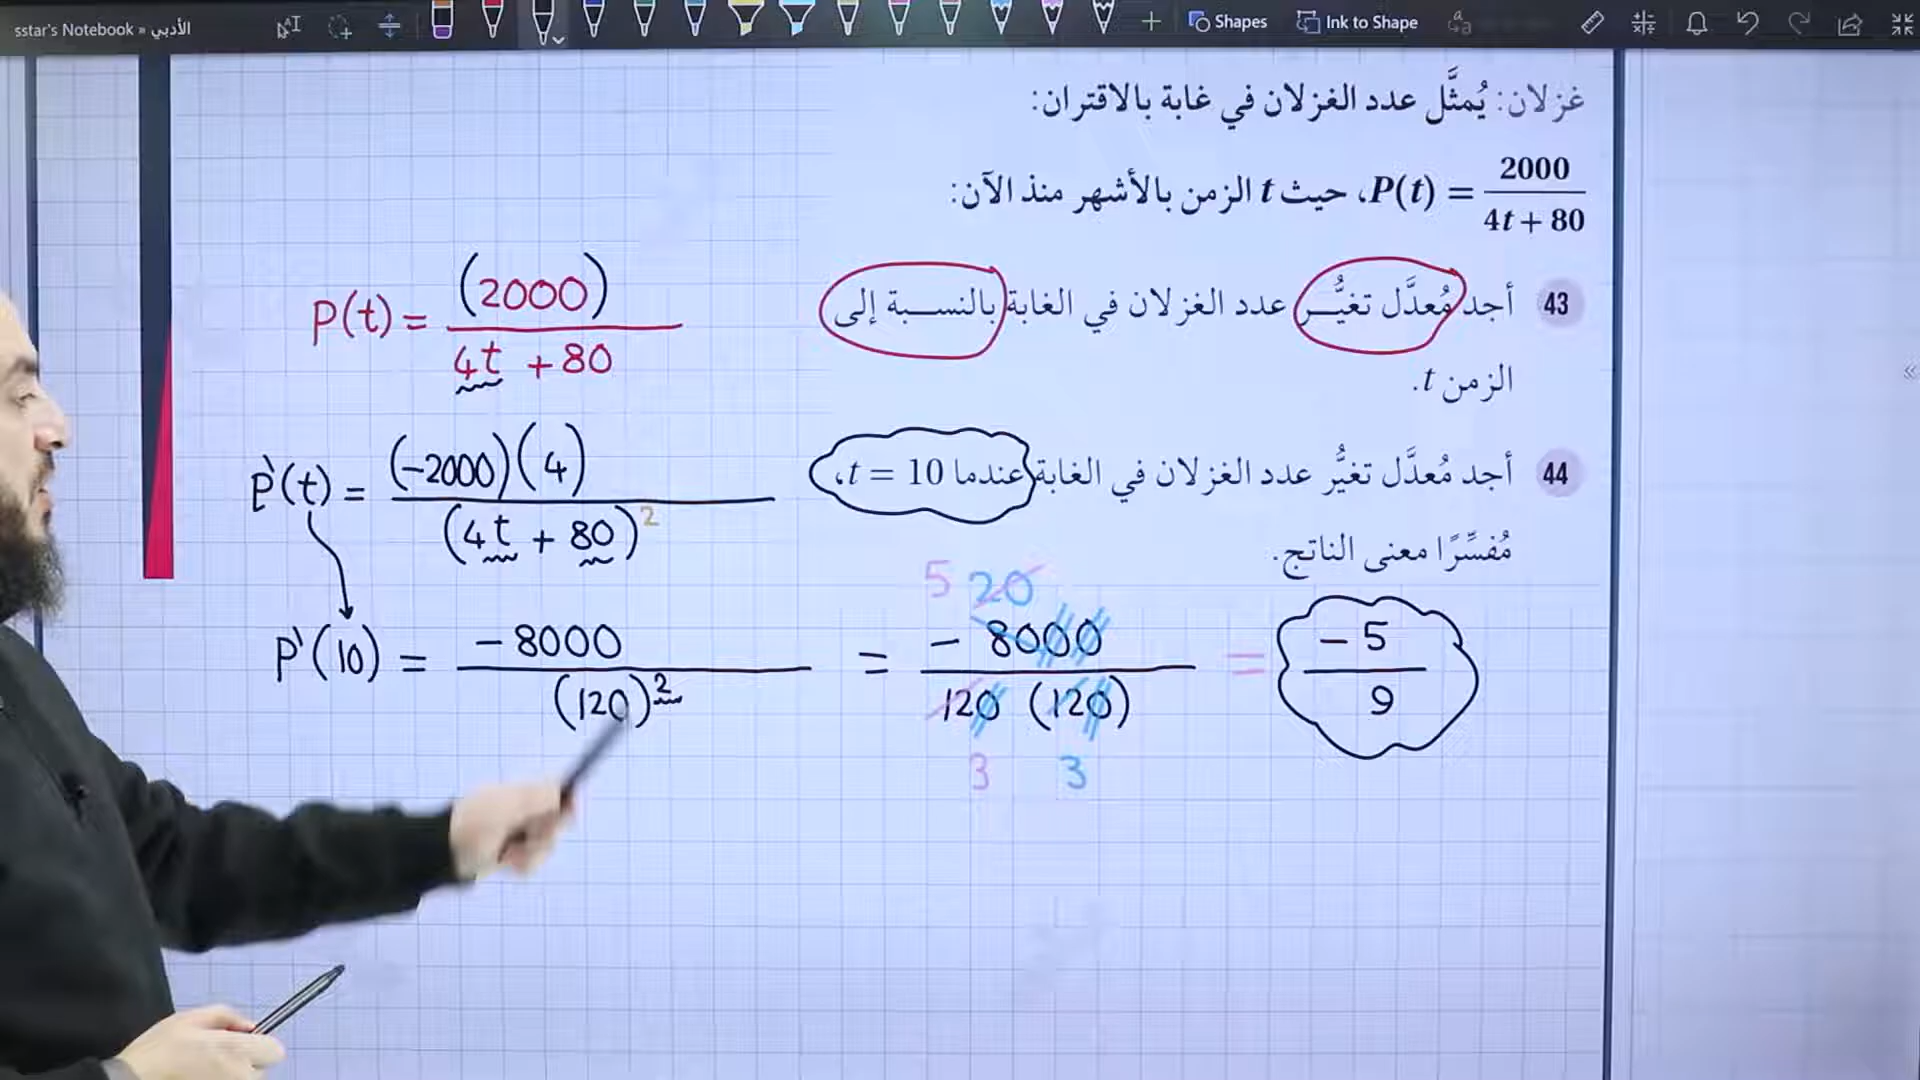 sstar's Notebook » الأدبي
Shapes
Ink to Shape
غزلان: يُمثَّل عدد الغزلان في غابة بالاقتران:
P(t) = 2000 / 4t + 80، حيث t الزمن بالأشهر منذ الآن:
43 أجد مُعدَّل تغيُّر عدد الغزلان في الغابة بالنسبة إلى
الزمن t.
44 أجد مُعدَّل تغيُّر عدد الغزلان في الغابة عندما t = 10،
مُفسِّرًا معنى الناتج.
P(t) = (2000) / 4t + 80
P`(t) = (-2000)(4) / (4t + 80)²
5 20
P'(10) = -8000 / (120)² = -8000 / 120 (120) = -5 / 9
3 3